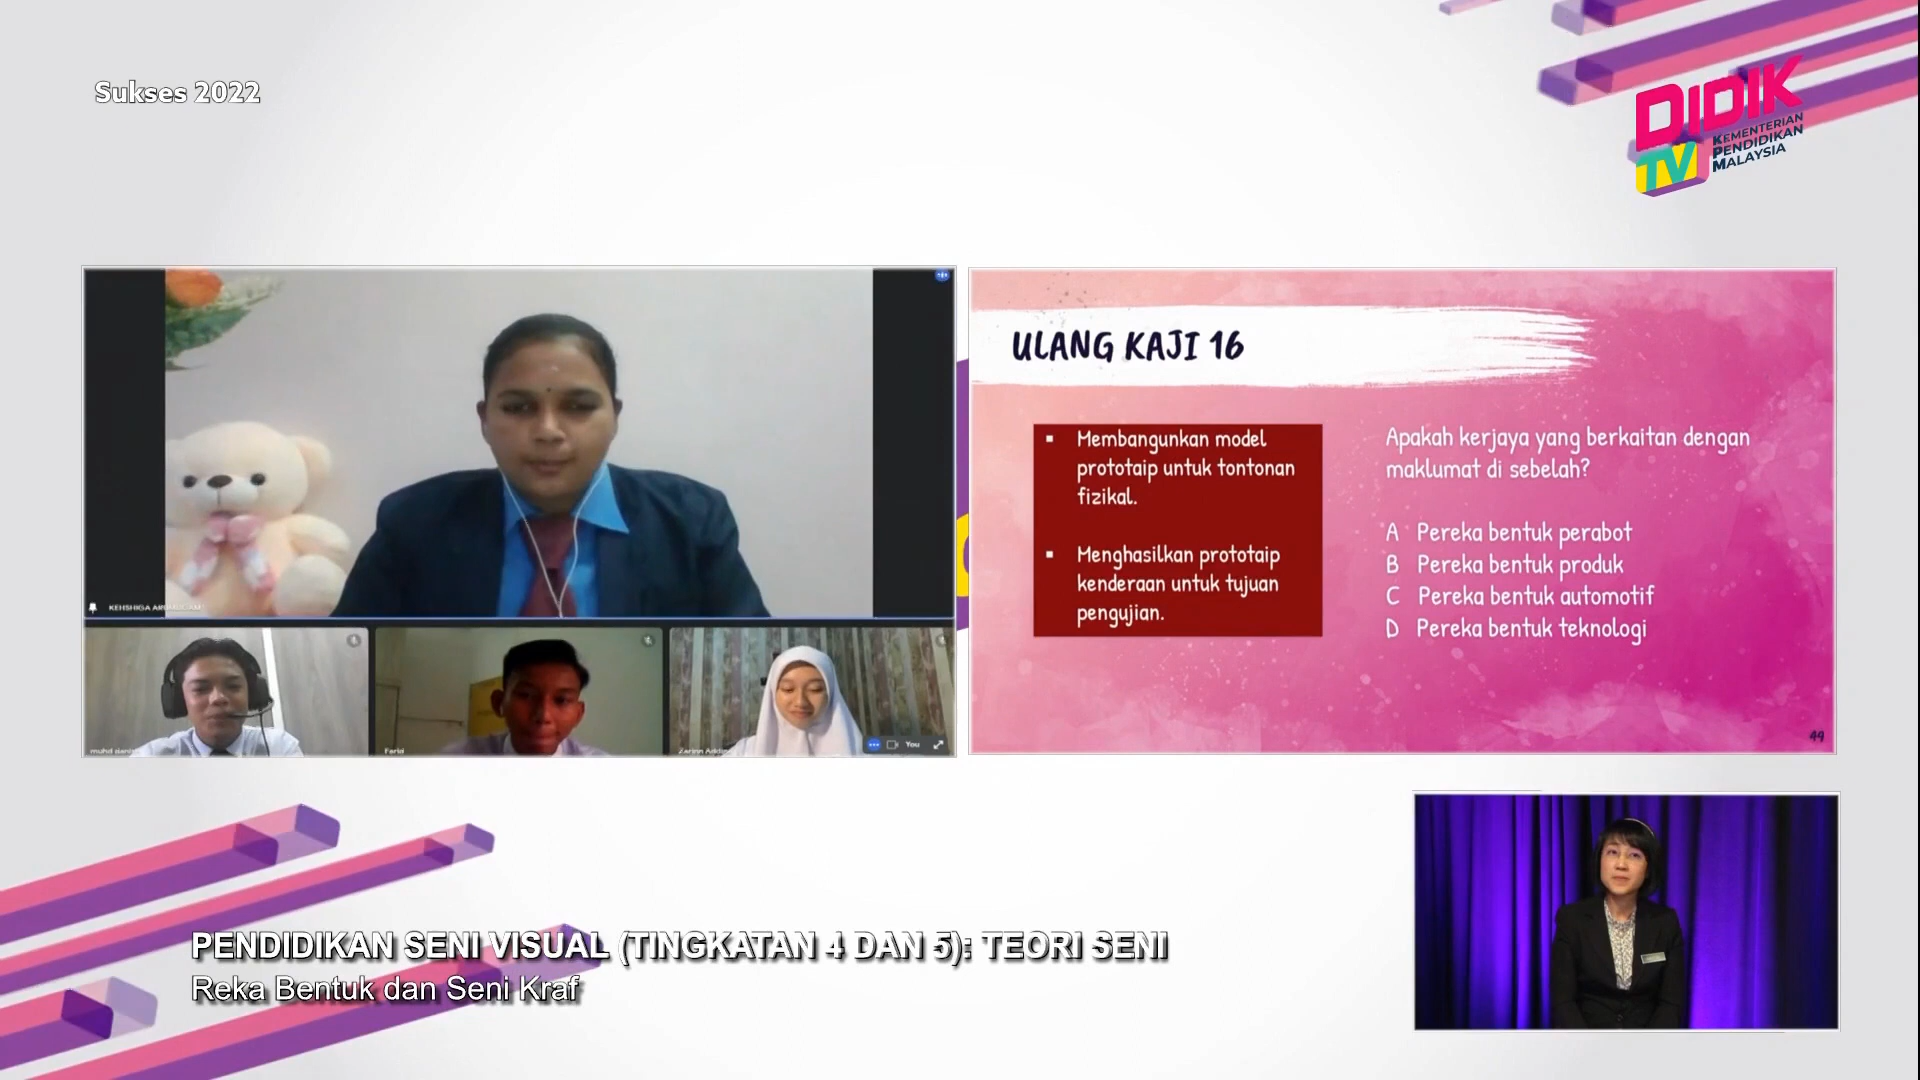 Sukses 2022
DIDIK
TV
KEMENTERIAN
PENDIDIKAN
MALAYSIA
KEHSHIGA
Farid
You
ULANG KAJI 16
▪ Membangunkan model
prototaip untuk tontonan
fizikal.
▪ Menghasilkan prototaip
kenderaan untuk tujuan
pengujian.
Apakah kerjaya yang berkaitan dengan
maklumat di sebelah?
A Pereka bentuk perabot
B Pereka bentuk produk
C Pereka bentuk automotif
D Pereka bentuk teknologi
44
PENDIDIKAN SENI VISUAL (TINGKATAN 4 DAN 5): TEORI SENI
Reka Bentuk dan Seni Kraf